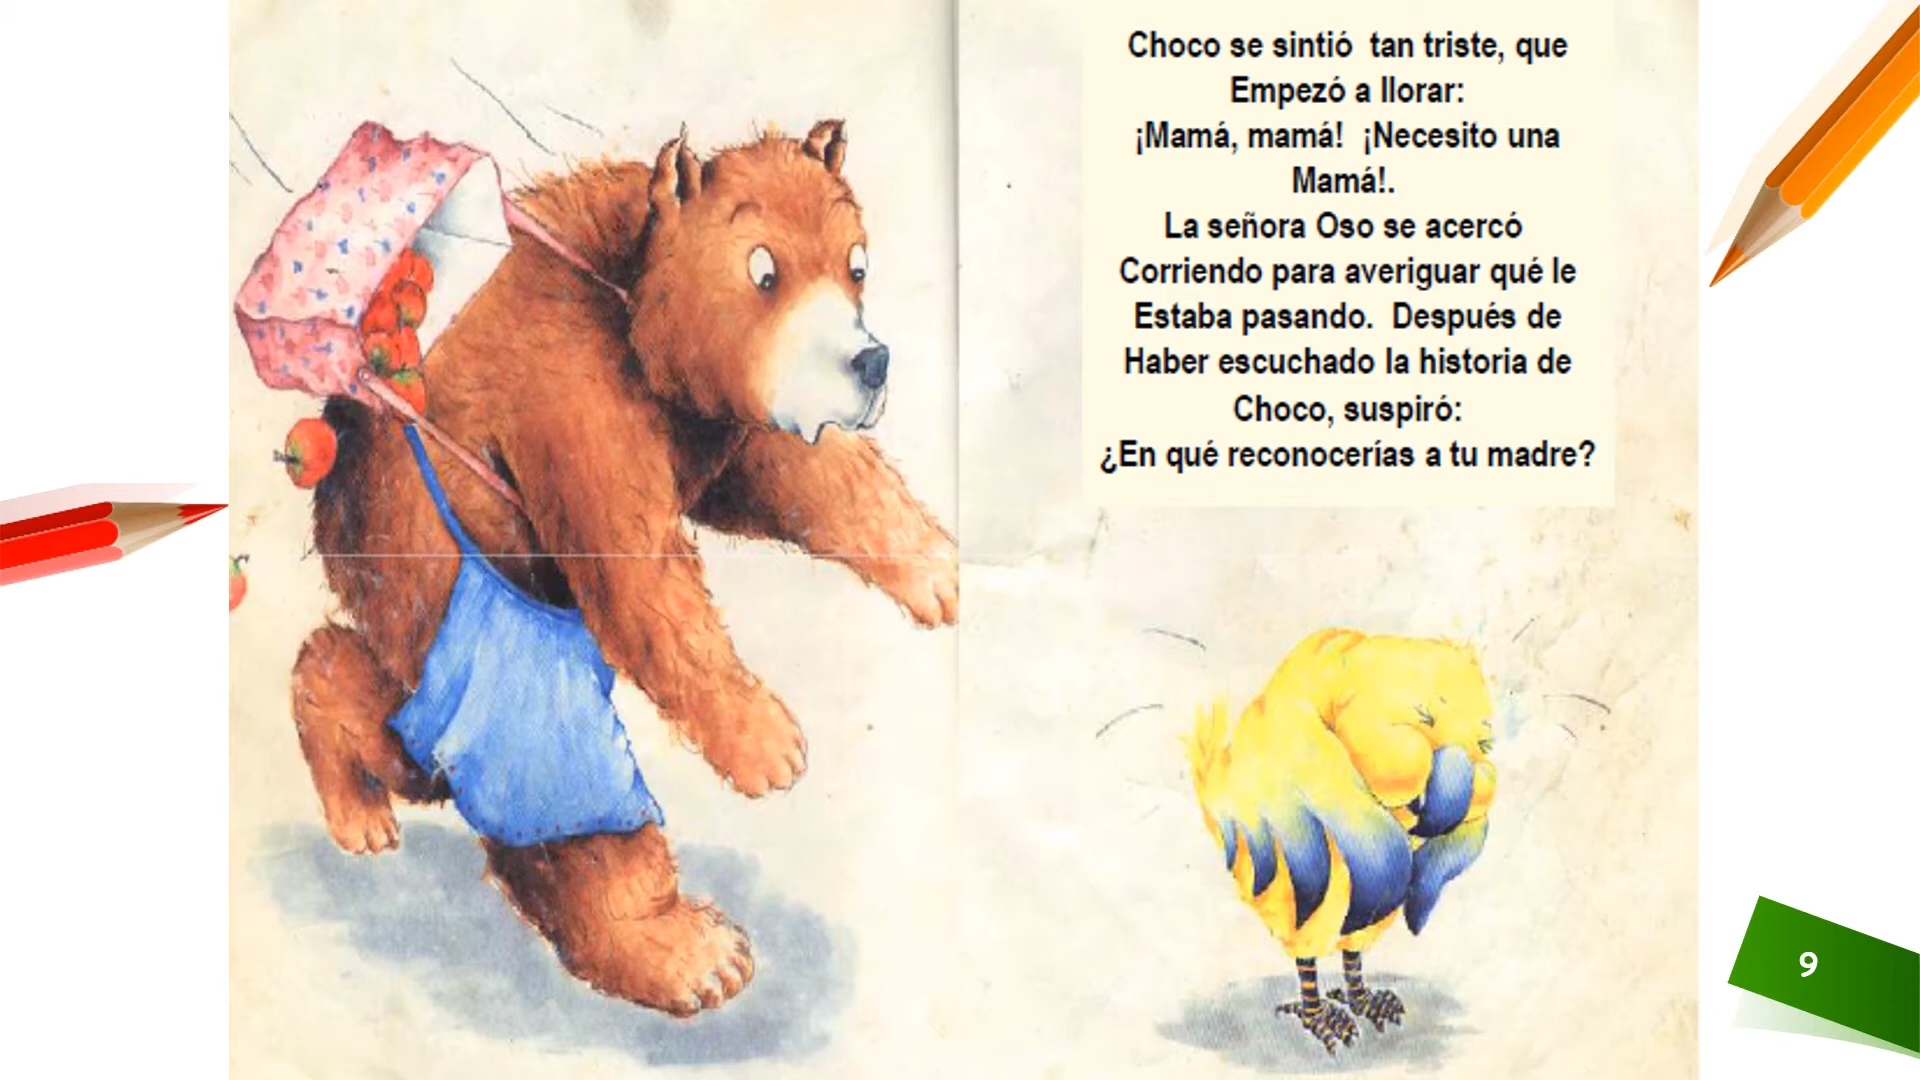 Choco se sintió  tan triste, que
Empezó a llorar:
¡Mamá, mamá!  ¡Necesito una
Mamá!.
La señora Oso se acercó
Corriendo para averiguar qué le
Estaba pasando.  Después de
Haber escuchado la historia de
Choco, suspiró:
¿En qué reconocerías a tu madre?
9